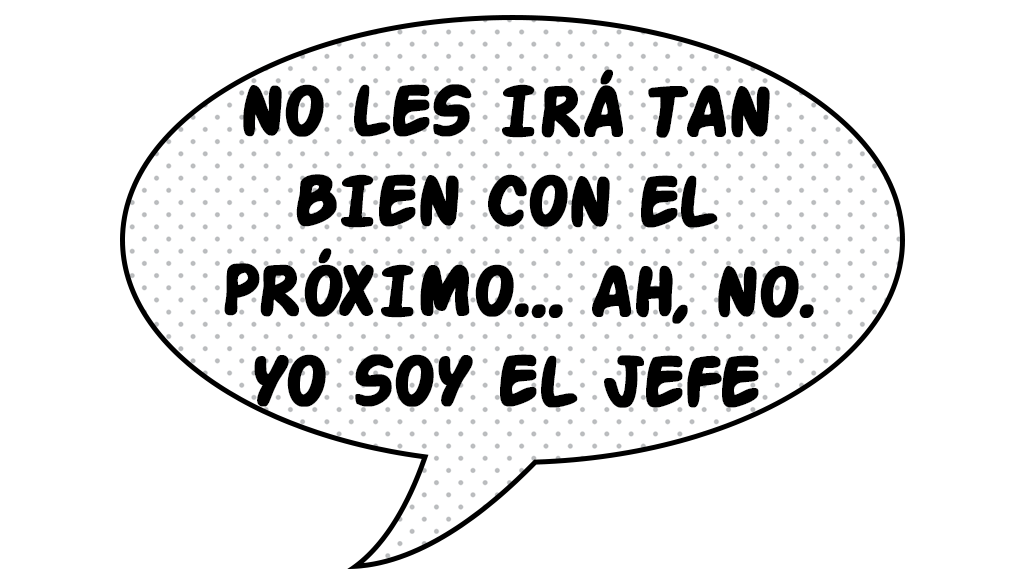 NO LES IRÁ TAN
BIEN CON EL
PRÓXIMO... AH, NO.
YO SOY EL JEFE